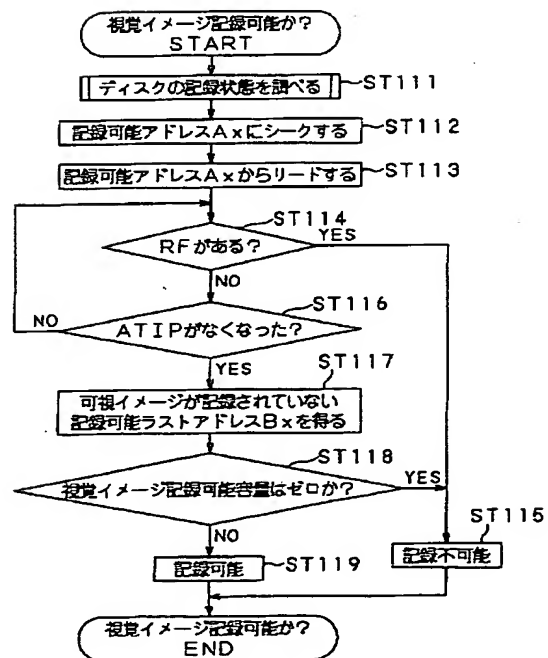 視覚イメージ記録可能か?
START
ディスクの記録状態を調べる
ST111
記録可能アドレスAxにシークする
ST112
記録可能アドレスAxからリードする
ST113
ST114
RFがある?
YES
NO
ST116
NO
ATIPがなくなった?
YES
ST117
可視イメージが記録されていない
記録可能ラストアドレスBxを得る
ST118
視覚イメージ記録可能容量はゼロか?
YES
ST115
NO
記録可能
ST119
記録不可能
視覚イメージ記録可能か?
END